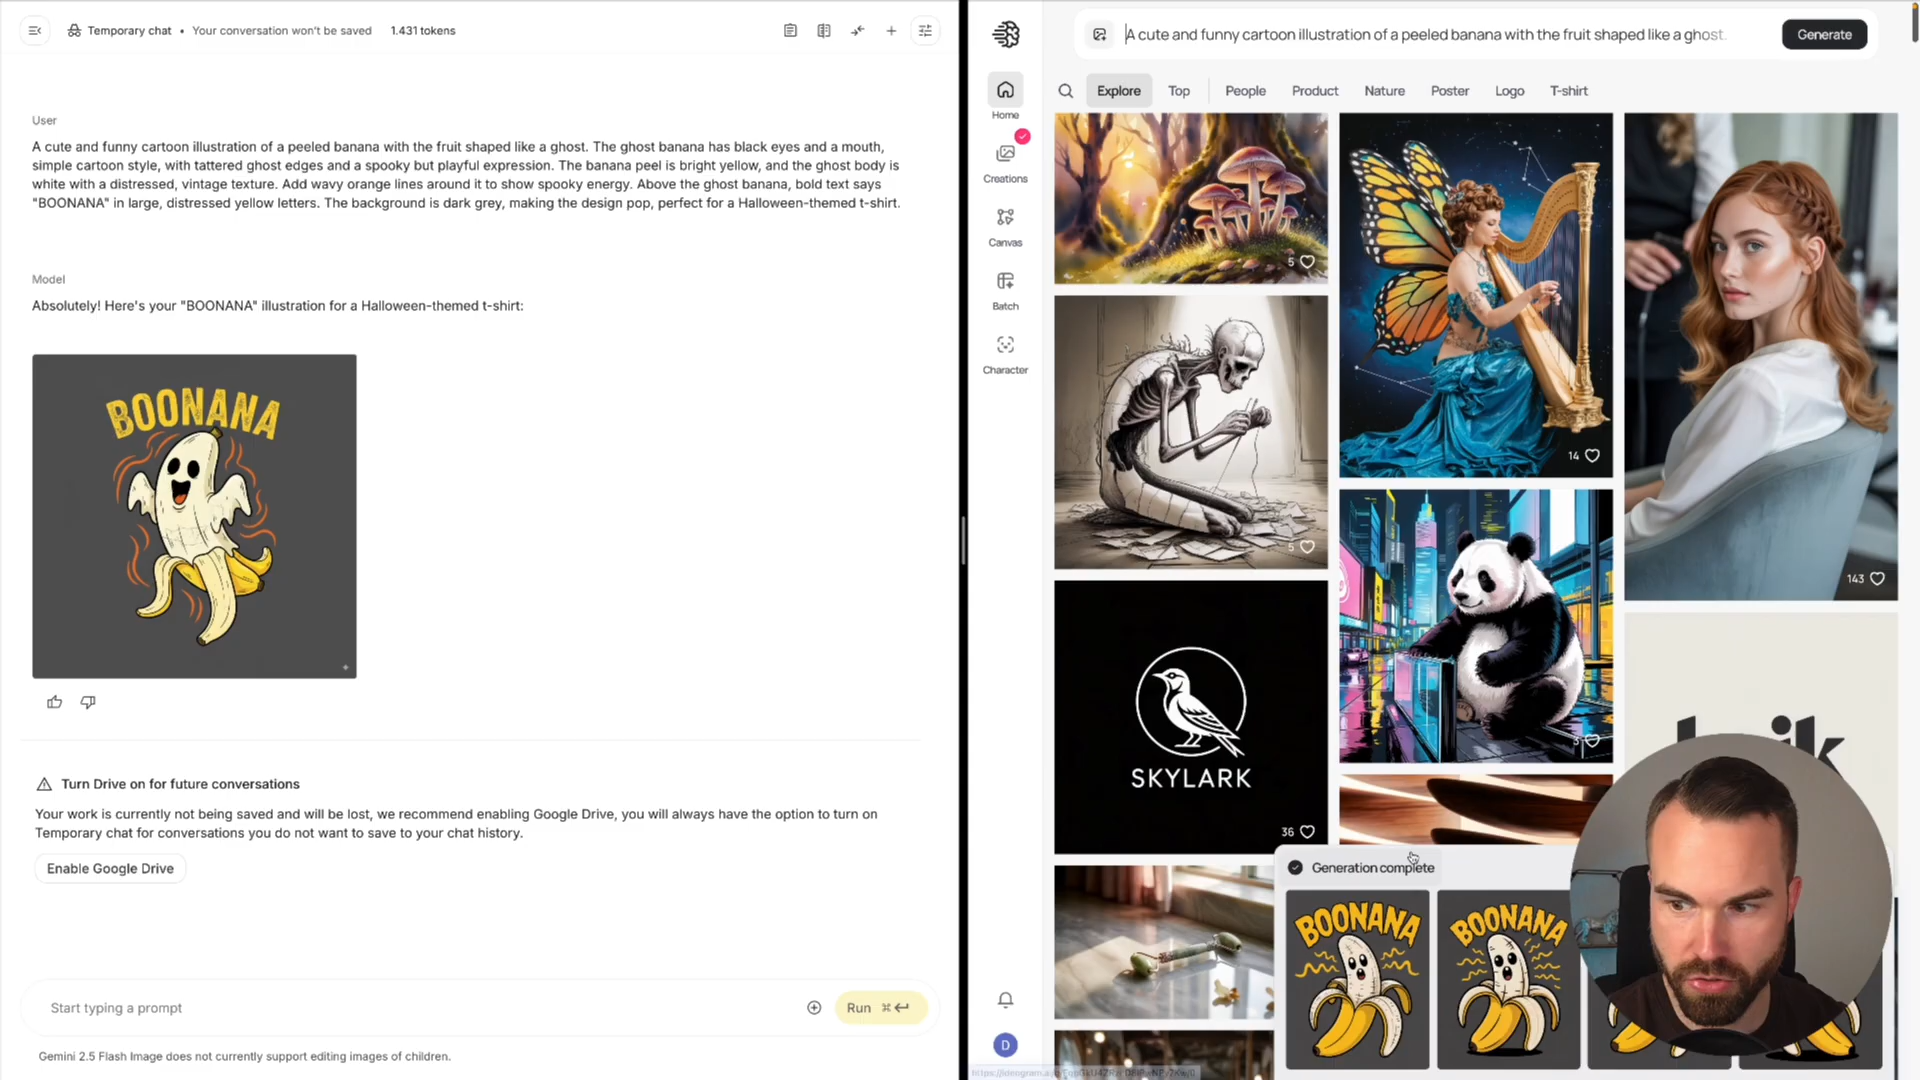 Temporary chat • Your conversation won't be saved 1.431 tokens
User
A cute and funny cartoon illustration of a peeled banana with the fruit shaped like a ghost. The ghost banana has black eyes and a mouth,
simple cartoon style, with tattered ghost edges and a spooky but playful expression. The banana peel is bright yellow, and the ghost body is
white with a distressed, vintage texture. Add wavy orange lines around it to show spooky energy. Above the ghost banana, bold text says
"BOONANA" in large, distressed yellow letters. The background is dark grey, making the design pop, perfect for a Halloween-themed t-shirt.
Model
Absolutely! Here's your "BOONANA" illustration for a Halloween-themed t-shirt:
BOONANA
Turn Drive on for future conversations
Your work is currently not being saved and will be lost, we recommend enabling Google Drive, you will always have the option to turn on
Temporary chat for conversations you do not want to save to your chat history.
Enable Google Drive
Start typing a prompt
Run ⌘
Gemini 2.5 Flash Image does not currently support editing images of children.
A cute and funny cartoon illustration of a peeled banana with the fruit shaped like a ghost.
Generate
Explore Top People Product Nature Poster Logo T-shirt
Home
Creations
Canvas
Batch
Character
D
5
14
5
143
3
SKYLARK
36
Generation complete
BOONANA
BOONANA